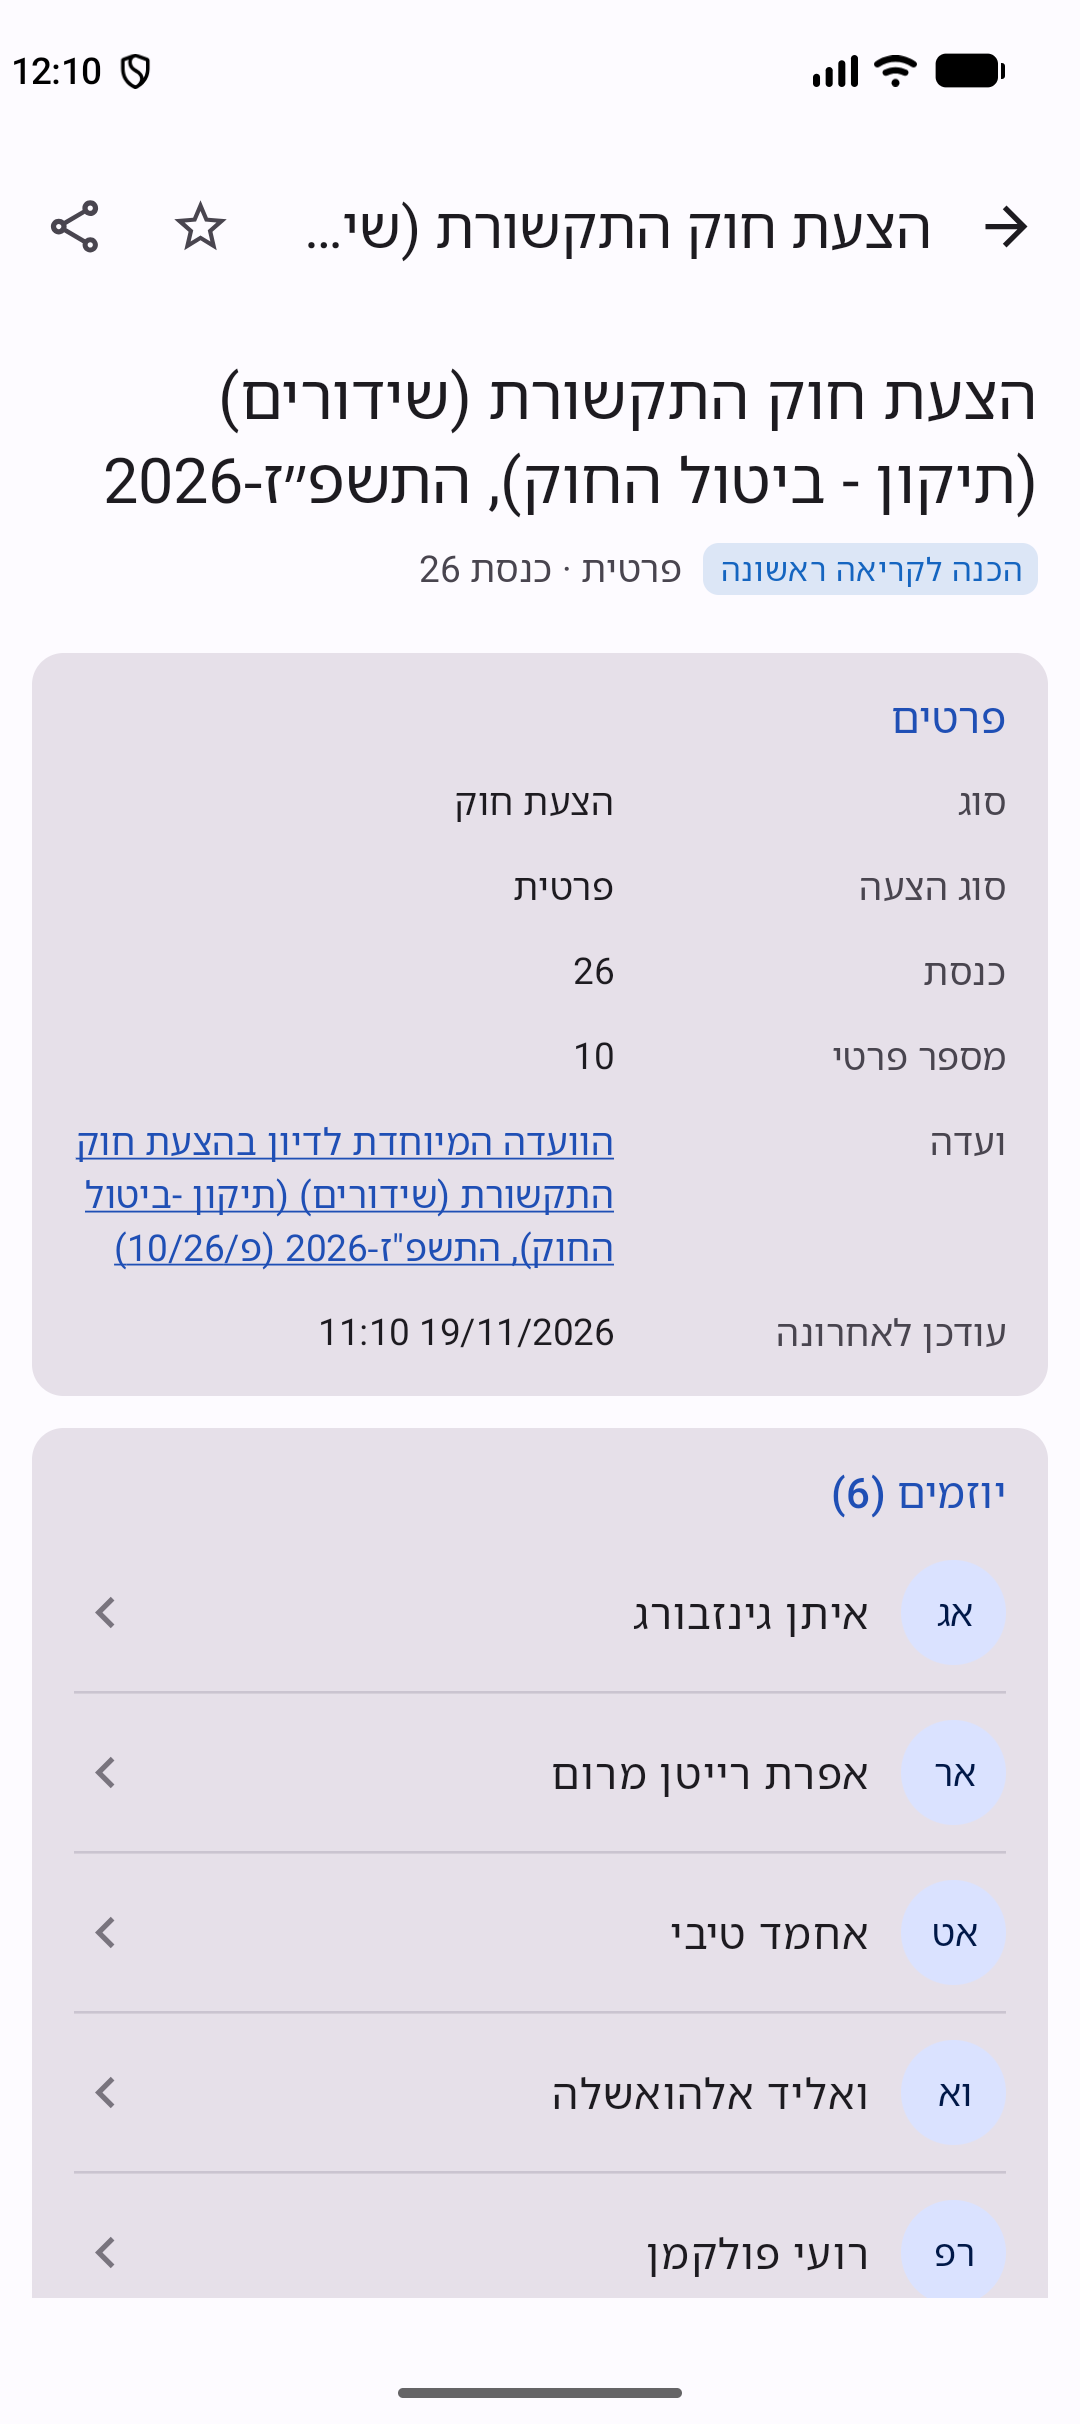 12:10
הצעת חוק התקשורת (שי...
הצעת חוק התקשורת (שידורים)
(תיקון - ביטול החוק), התשפ״ז-2026
הכנה לקריאה ראשונה
פרטית · כנסת 26
פרטים
סוג הצעת חוק
סוג הצעה פרטית
כנסת 26
מספר פרטי 10
ועדה הוועדה המיוחדת לדיון בהצעת חוק
התקשורת (שידורים) (תיקון -ביטול
החוק), התשפ"ז-2026 (פ/10/26)
עודכן לאחרונה 19/11/2026 11:10
יוזמים (6)
אג איתן גינזבורג
אר אפרת רייטן מרום
אט אחמד טיבי
וא ואליד אלהואשלה
רפ רועי פולקמן